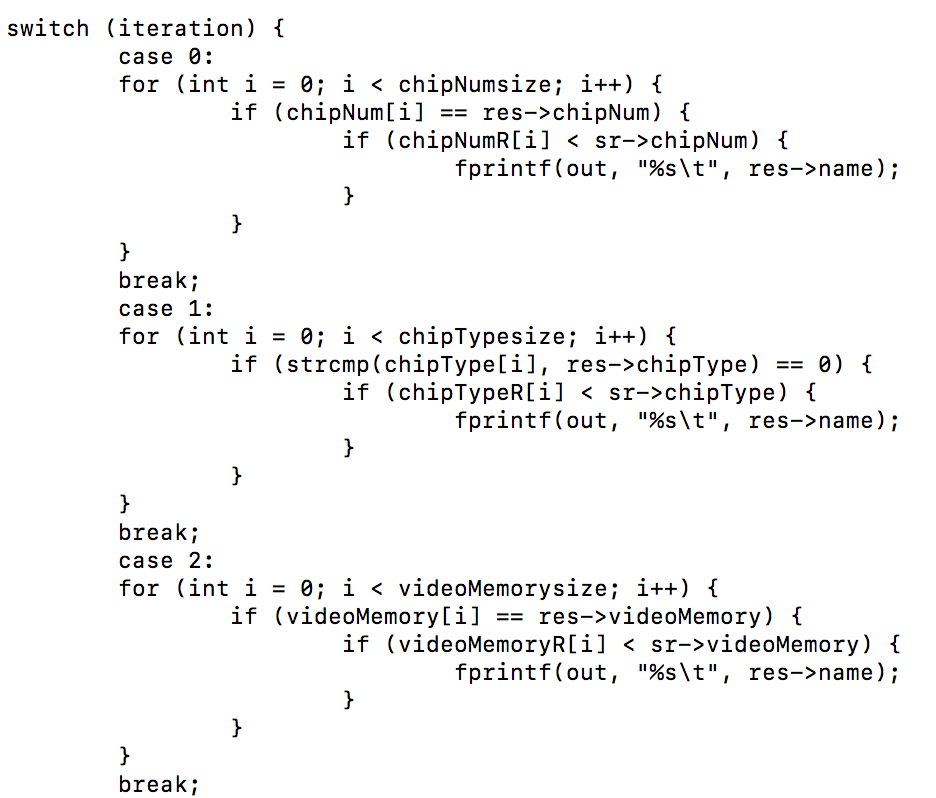 switch (iteration) {
        case 0:
        for (int i = 0; i < chipNumsize; i++) {
                if (chipNum[i] == res->chipNum) {
                        if (chipNumR[i] < sr->chipNum) {
                                fprintf(out, "%s\t", res->name);
                        }
                }
        }
        break;
        case 1:
        for (int i = 0; i < chipTypesize; i++) {
                if (strcmp(chipType[i], res->chipType) == 0) {
                        if (chipTypeR[i] < sr->chipType) {
                                fprintf(out, "%s\t", res->name);
                        }
                }
        }
        break;
        case 2:
        for (int i = 0; i < videoMemorysize; i++) {
                if (videoMemory[i] == res->videoMemory) {
                        if (videoMemoryR[i] < sr->videoMemory) {
                                fprintf(out, "%s\t", res->name);
                        }
                }
        }
        break;